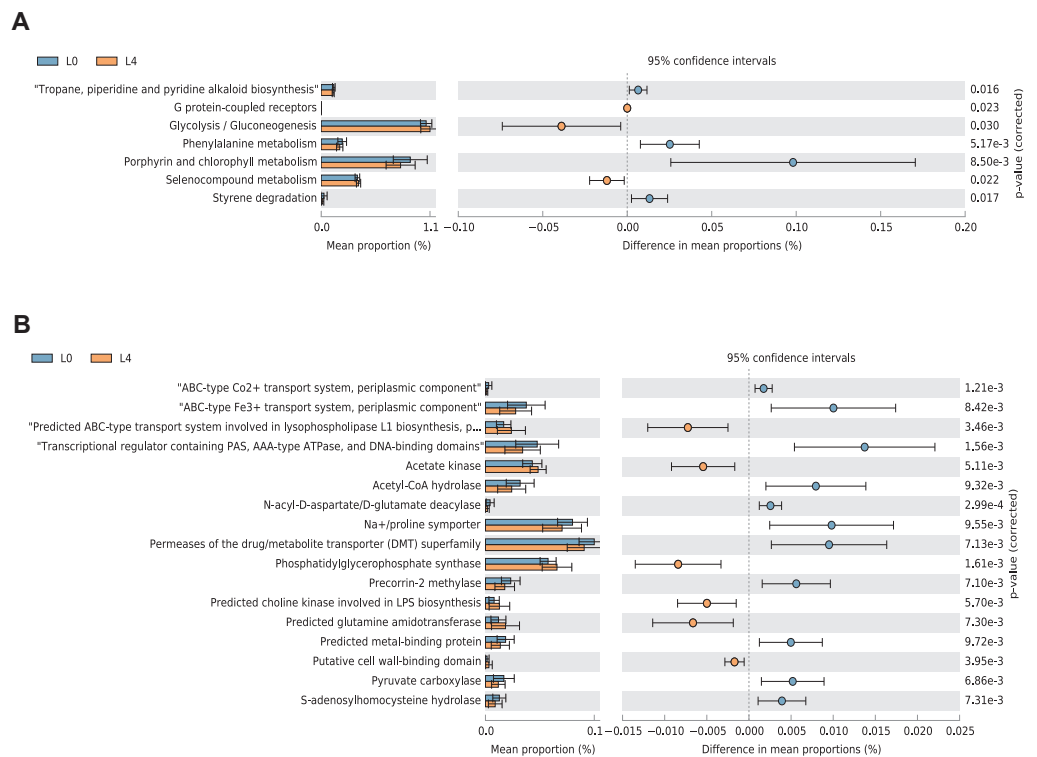 A
L0 L4
95% confidence intervals
"Tropane, piperidine and pyridine alkaloid biosynthesis" 0.016
G protein-coupled receptors 0.023
Glycolysis / Gluconeogenesis 0.030
Phenylalanine metabolism 5.17e-3
Porphyrin and chlorophyll metabolism 8.50e-3
Selenocompound metabolism 0.022
Styrene degradation 0.017
p-value (corrected)
0.0 1.1 −0.10 −0.05 0.00 0.05 0.10 0.15 0.20
Mean proportion (%) Difference in mean proportions (%)
B
L0 L4
95% confidence intervals
"ABC-type Co2+ transport system, periplasmic component" 1.21e-3
"ABC-type Fe3+ transport system, periplasmic component" 8.42e-3
"Predicted ABC-type transport system involved in lysophospholipase L1 biosynthesis, p... 3.46e-3
"Transcriptional regulator containing PAS, AAA-type ATPase, and DNA-binding domains" 1.56e-3
Acetate kinase 5.11e-3
Acetyl-CoA hydrolase 9.32e-3
N-acyl-D-aspartate/D-glutamate deacylase 2.99e-4
Na+/proline symporter 9.55e-3
Permeases of the drug/metabolite transporter (DMT) superfamily 7.13e-3
Phosphatidylglycerophosphate synthase 1.61e-3
Precorrin-2 methylase 7.10e-3
Predicted choline kinase involved in LPS biosynthesis 5.70e-3
Predicted glutamine amidotransferase 7.30e-3
Predicted metal-binding protein 9.72e-3
Putative cell wall-binding domain 3.95e-3
Pyruvate carboxylase 6.86e-3
S-adenosylhomocysteine hydrolase 7.31e-3
p-value (corrected)
0.0 0.1 −0.015 −0.010 −0.005 0.000 0.005 0.010 0.015 0.020 0.025
Mean proportion (%) Difference in mean proportions (%)